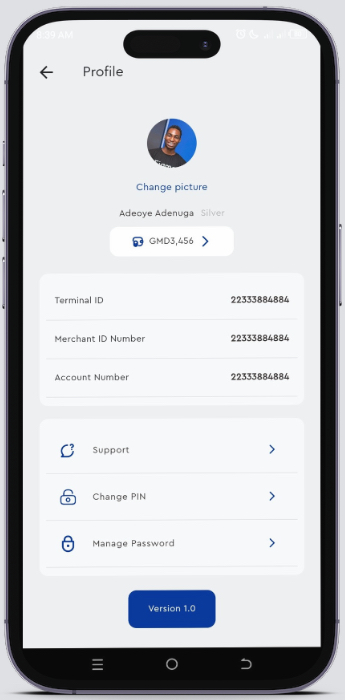 8:39 AM
Profile
Change picture
Adeoye Adenuga Silver
GMD3,456
Terminal ID 22333884884
Merchant ID Number 22333884884
Account Number 22333884884
Support
Change PIN
Manage Password
Version 1.0